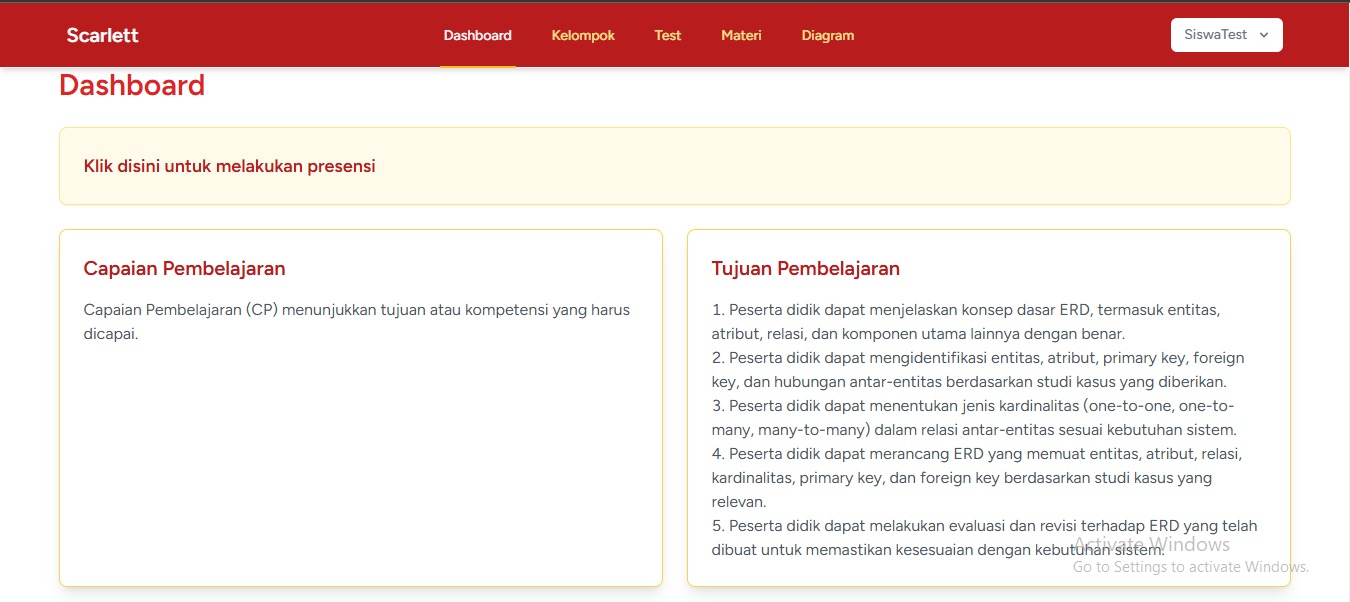 Scarlett
Dashboard
Kelompok
Test
Materi
Diagram
SiswaTest
Dashboard
Klik disini untuk melakukan presensi
Capaian Pembelajaran
Capaian Pembelajaran (CP) menunjukkan tujuan atau kompetensi yang harus
dicapai.
Tujuan Pembelajaran
1. Peserta didik dapat menjelaskan konsep dasar ERD, termasuk entitas,
atribut, relasi, dan komponen utama lainnya dengan benar.
2. Peserta didik dapat mengidentifikasi entitas, atribut, primary key, foreign
key, dan hubungan antar-entitas berdasarkan studi kasus yang diberikan.
3. Peserta didik dapat menentukan jenis kardinalitas (one-to-one, one-to-
many, many-to-many) dalam relasi antar-entitas sesuai kebutuhan sistem.
4. Peserta didik dapat merancang ERD yang memuat entitas, atribut, relasi,
kardinalitas, primary key, dan foreign key berdasarkan studi kasus yang
relevan.
5. Peserta didik dapat melakukan evaluasi dan revisi terhadap ERD yang telah
dibuat untuk memastikan kesesuaian dengan kebutuhan sistem.
Activate Windows
Go to Settings to activate Windows.